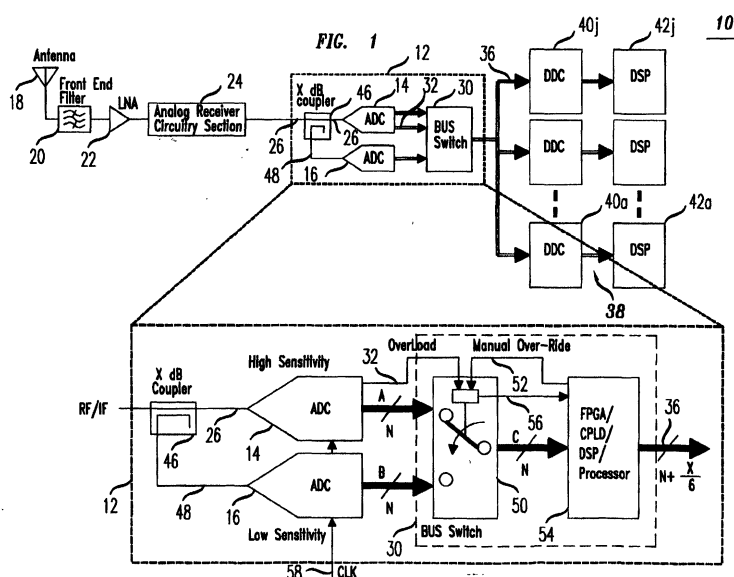 FIG. 1
10
Antenna
18
Front End
Filter
20
LNA
22
24
Analog Receiver
Circuitry Section
26
X dB
coupler
46
26
48
12
14
32
30
ADC
ADC
16
BUS
Switch
36
40j
42j
DDC
DSP
DDC
DSP
40a
42a
DDC
DSP
38
RF/IF
X dB
Coupler
46
26
48
12
High Sensitivity
ADC
14
ADC
16
Low Sensitivity
58
CLK
32
OverLoad
Manual Over-Ride
A
N
B
N
52
56
C
N
50
BUS Switch
30
FPGA/
CPLD/
DSP/
Processor
54
36
N+ X/6